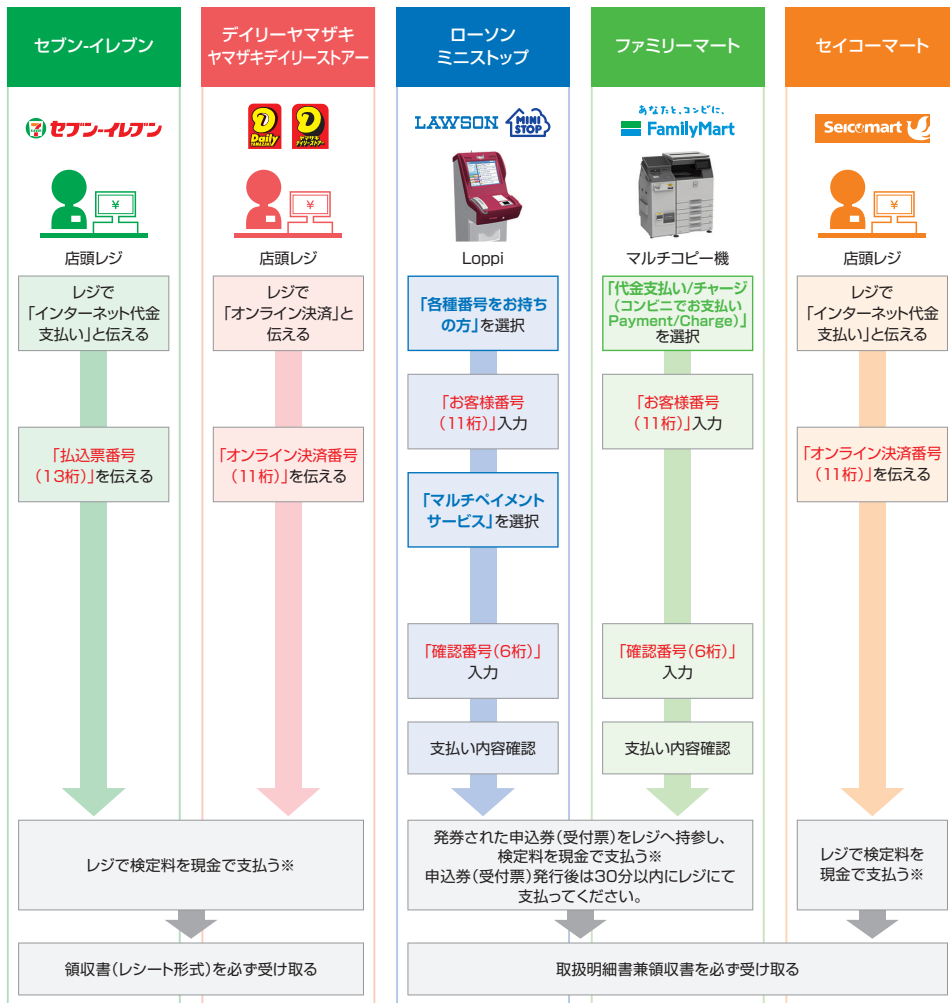 セブン-イレブン
デイリーヤマザキ
ヤマザキデイリーストアー
ローソン
ミニストップ
ファミリーマート
セイコーマート
セブン-イレブン
Daily
YAMAZAKI
ヤマザキ
デイリーストアー
LAWSON
MINI
STOP
あなたと、コンビに、
FamilyMart
Seicomart
¥
¥
¥
店頭レジ
店頭レジ
Loppi
マルチコピー機
店頭レジ
レジで
「インターネット代金
支払い」と伝える
レジで
「オンライン決済」と
伝える
「各種番号をお持ち
の方」を選択
「代金支払い/チャージ
(コンビニでお支払い
Payment/Charge)」
を選択
レジで
「インターネット代金
支払い」と伝える
「お客様番号
(11桁)」入力
「お客様番号
(11桁)」入力
「払込票番号
(13桁)」を伝える
「オンライン決済番号
(11桁)」を伝える
「オンライン決済番号
(11桁)」を伝える
「マルチペイメント
サービス」を選択
「確認番号(6桁)」
入力
「確認番号(6桁)」
入力
支払い内容確認
支払い内容確認
レジで検定料を現金で支払う※
発券された申込券(受付票)をレジへ持参し、
検定料を現金で支払う※
申込券(受付票)発行後は30分以内にレジにて
支払ってください。
レジで検定料を
現金で支払う※
領収書(レシート形式)を必ず受け取る
取扱明細書兼領収書を必ず受け取る